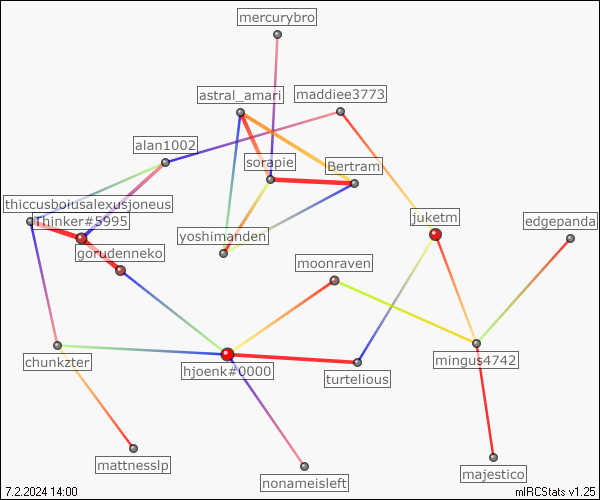 mercurybro
astral_amari
maddiee3773
alan1002
sorapie
Bertram
thiccusboiusalexusjoneus
Thinker#5995
juketm
edgepanda
yoshimanden
gorudenneko
moonraven
chunkzter
hjoenk#0000
turtelious
mingus4742
mattnesslp
nonameisleft
majestico
7.2.2024 14:00
mIRCStats v1.25